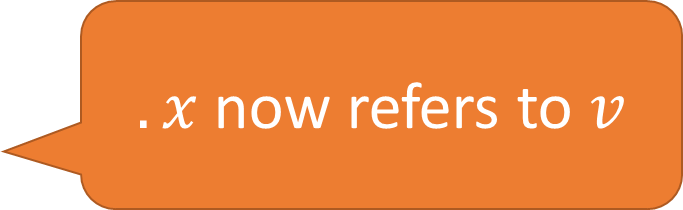 . 𝑥 now refers to 𝑣